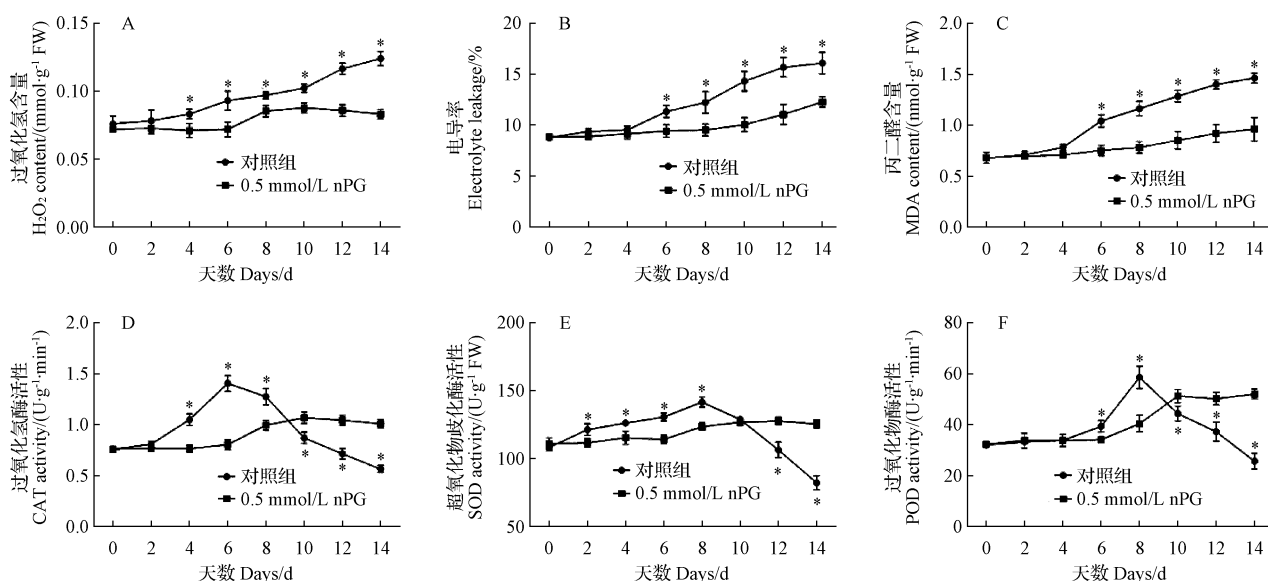 A
过氧化氢含量
H₂O₂ content/(mmol·g⁻¹ FW)
0.15
0.10
0.05
0.00
* * * * * *
对照组
0.5 mmol/L nPG
0 2 4 6 8 10 12 14
天数 Days/d
B
电导率
Electrolyte leakage/%
20
15
10
5
0
* * * * *
对照组
0.5 mmol/L nPG
0 2 4 6 8 10 12 14
天数 Days/d
C
丙二醛含量
MDA content/(mmol·g⁻¹ FW)
2.0
1.5
1.0
0.5
0.0
* * * * *
对照组
0.5 mmol/L nPG
0 2 4 6 8 10 12 14
天数 Days/d
D
过氧化氢酶活性
CAT activity/(U·g⁻¹·min⁻¹)
2.0
1.5
1.0
0.5
0.0
* * * * * *
对照组
0.5 mmol/L nPG
0 2 4 6 8 10 12 14
天数 Days/d
E
超氧化物歧化酶活性
SOD activity/(U·g⁻¹ FW)
200
150
100
50
* * * * * *
对照组
0.5 mmol/L nPG
0 2 4 6 8 10 12 14
天数 Days/d
F
过氧化物酶活性
POD activity/(U·g⁻¹·min⁻¹)
80
60
40
20
0
* * * * *
对照组
0.5 mmol/L nPG
0 2 4 6 8 10 12 14
天数 Days/d